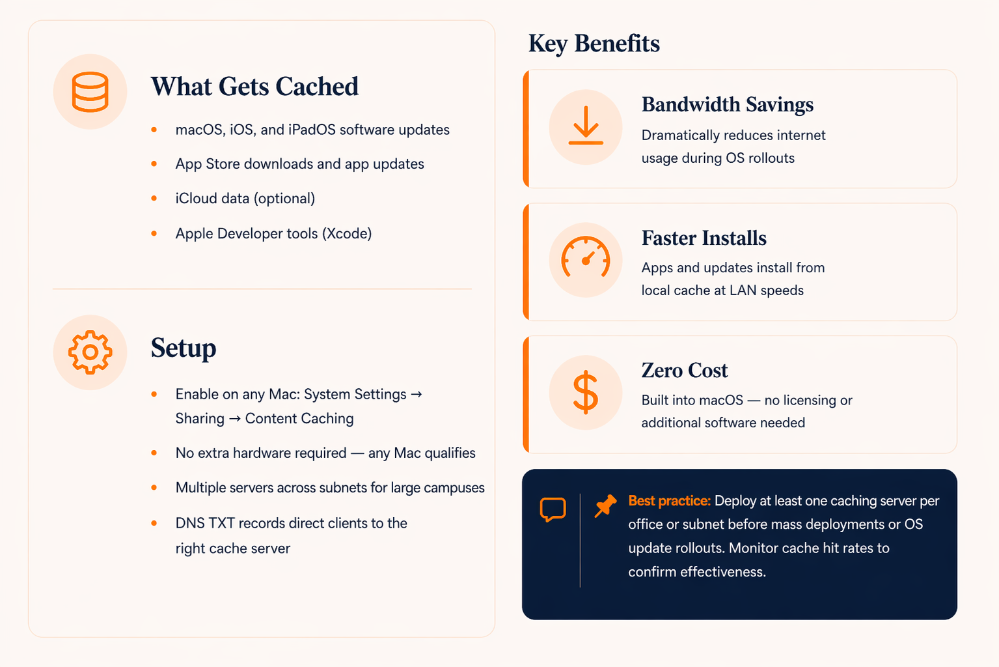 What Gets Cached
• macOS, iOS, and iPadOS software updates
• App Store downloads and app updates
• iCloud data (optional)
• Apple Developer tools (Xcode)
Setup
• Enable on any Mac: System Settings →
Sharing → Content Caching
• No extra hardware required — any Mac qualifies
• Multiple servers across subnets for large campuses
• DNS TXT records direct clients to the
right cache server
Key Benefits
Bandwidth Savings
Dramatically reduces internet
usage during OS rollouts
Faster Installs
Apps and updates install from
local cache at LAN speeds
$
Zero Cost
Built into macOS — no licensing or
additional software needed
Best practice: Deploy at least one caching server per
office or subnet before mass deployments or OS
update rollouts. Monitor cache hit rates to
confirm effectiveness.